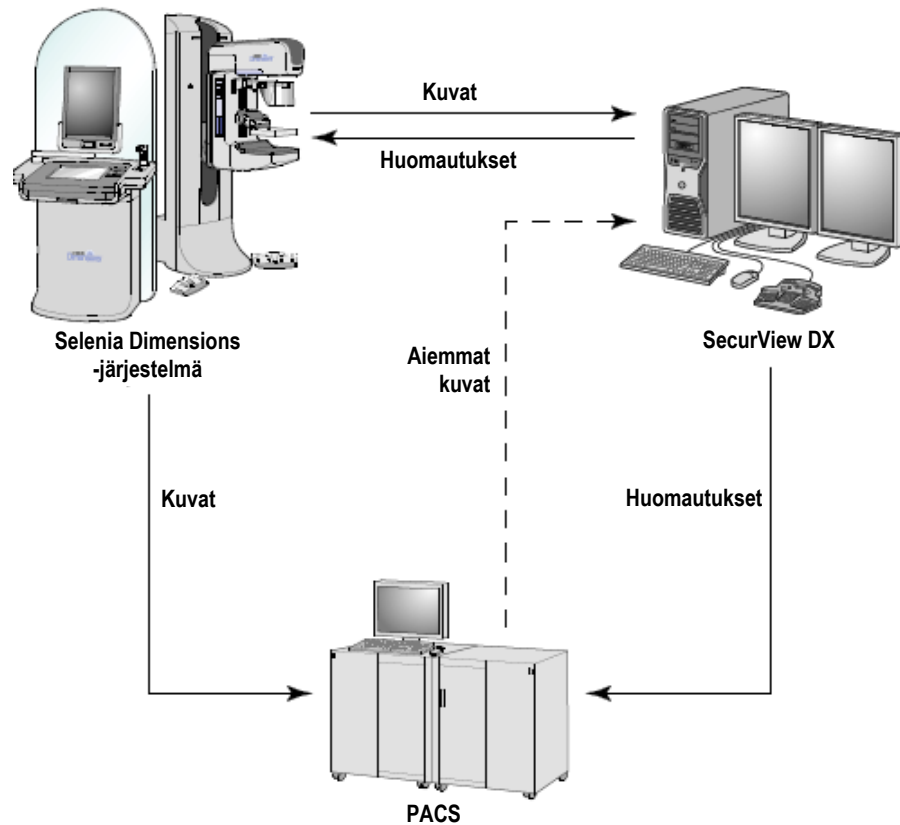 Kuvat
Huomautukset
Selenia Dimensions
-järjestelmä
SecurView DX
Aiemmat
kuvat
Kuvat
Huomautukset
PACS